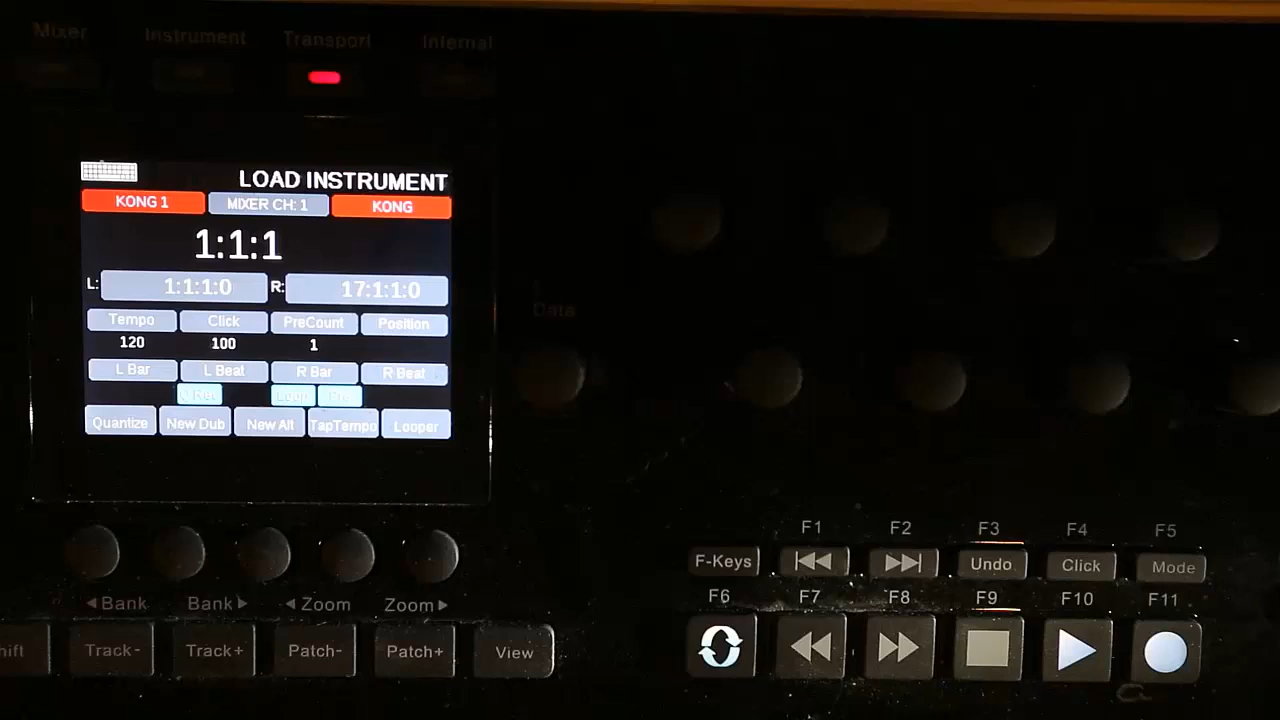 Mixer Instrument Transport Internal
LOAD INSTRUMENT
KONG 1 MIXER CH: 1 KONG
1:1:1
L: 1:1:1:0 R: 17:1:1:0
Tempo Click PreCount Position
120 100 1
L Bar L Beat R Bar R Beat
Loop Pre
Quantize New Dub New Alt TapTempo Looper
Data
F1 F2 F3 F4 F5
F-Keys Undo Click Mode
F6 F7 F8 F9 F10 F11
Bank Bank Zoom Zoom
Track- Track+ Patch- Patch+ View